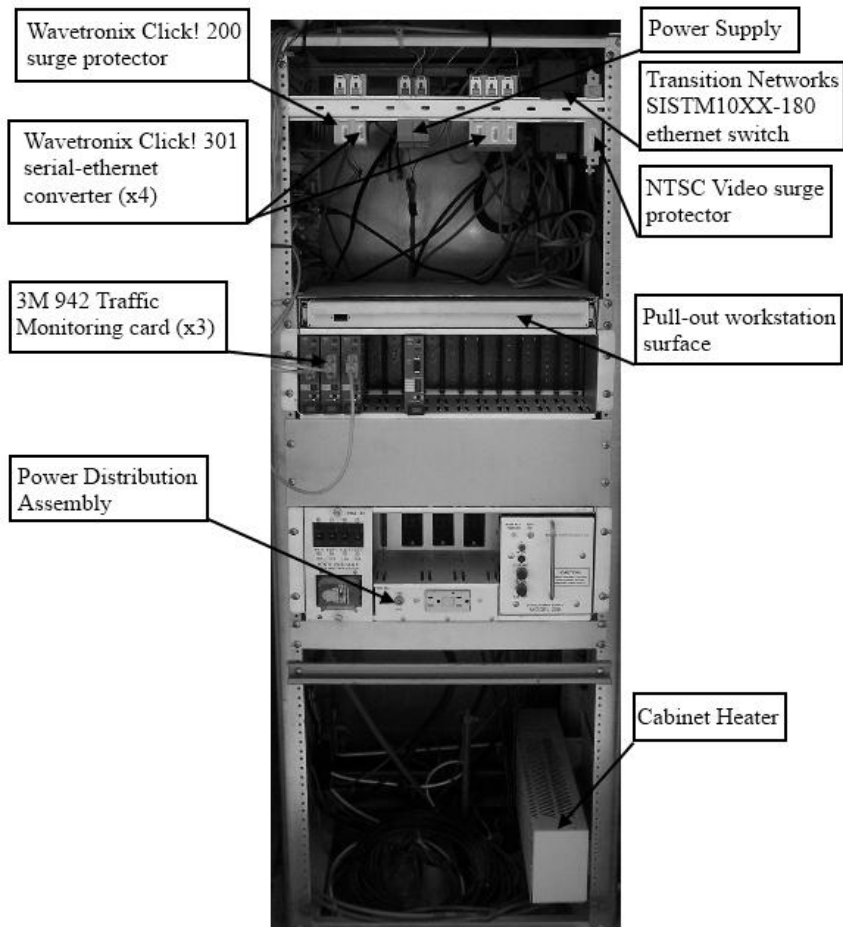 Wavetronix Click! 200
surge protector
Power Supply
Transition Networks
SISTM10XX-180
ethernet switch
Wavetronix Click! 301
serial-ethernet
converter (x4)
NTSC Video surge
protector
3M 942 Traffic
Monitoring card (x3)
Pull-out workstation
surface
Power Distribution
Assembly
Cabinet Heater